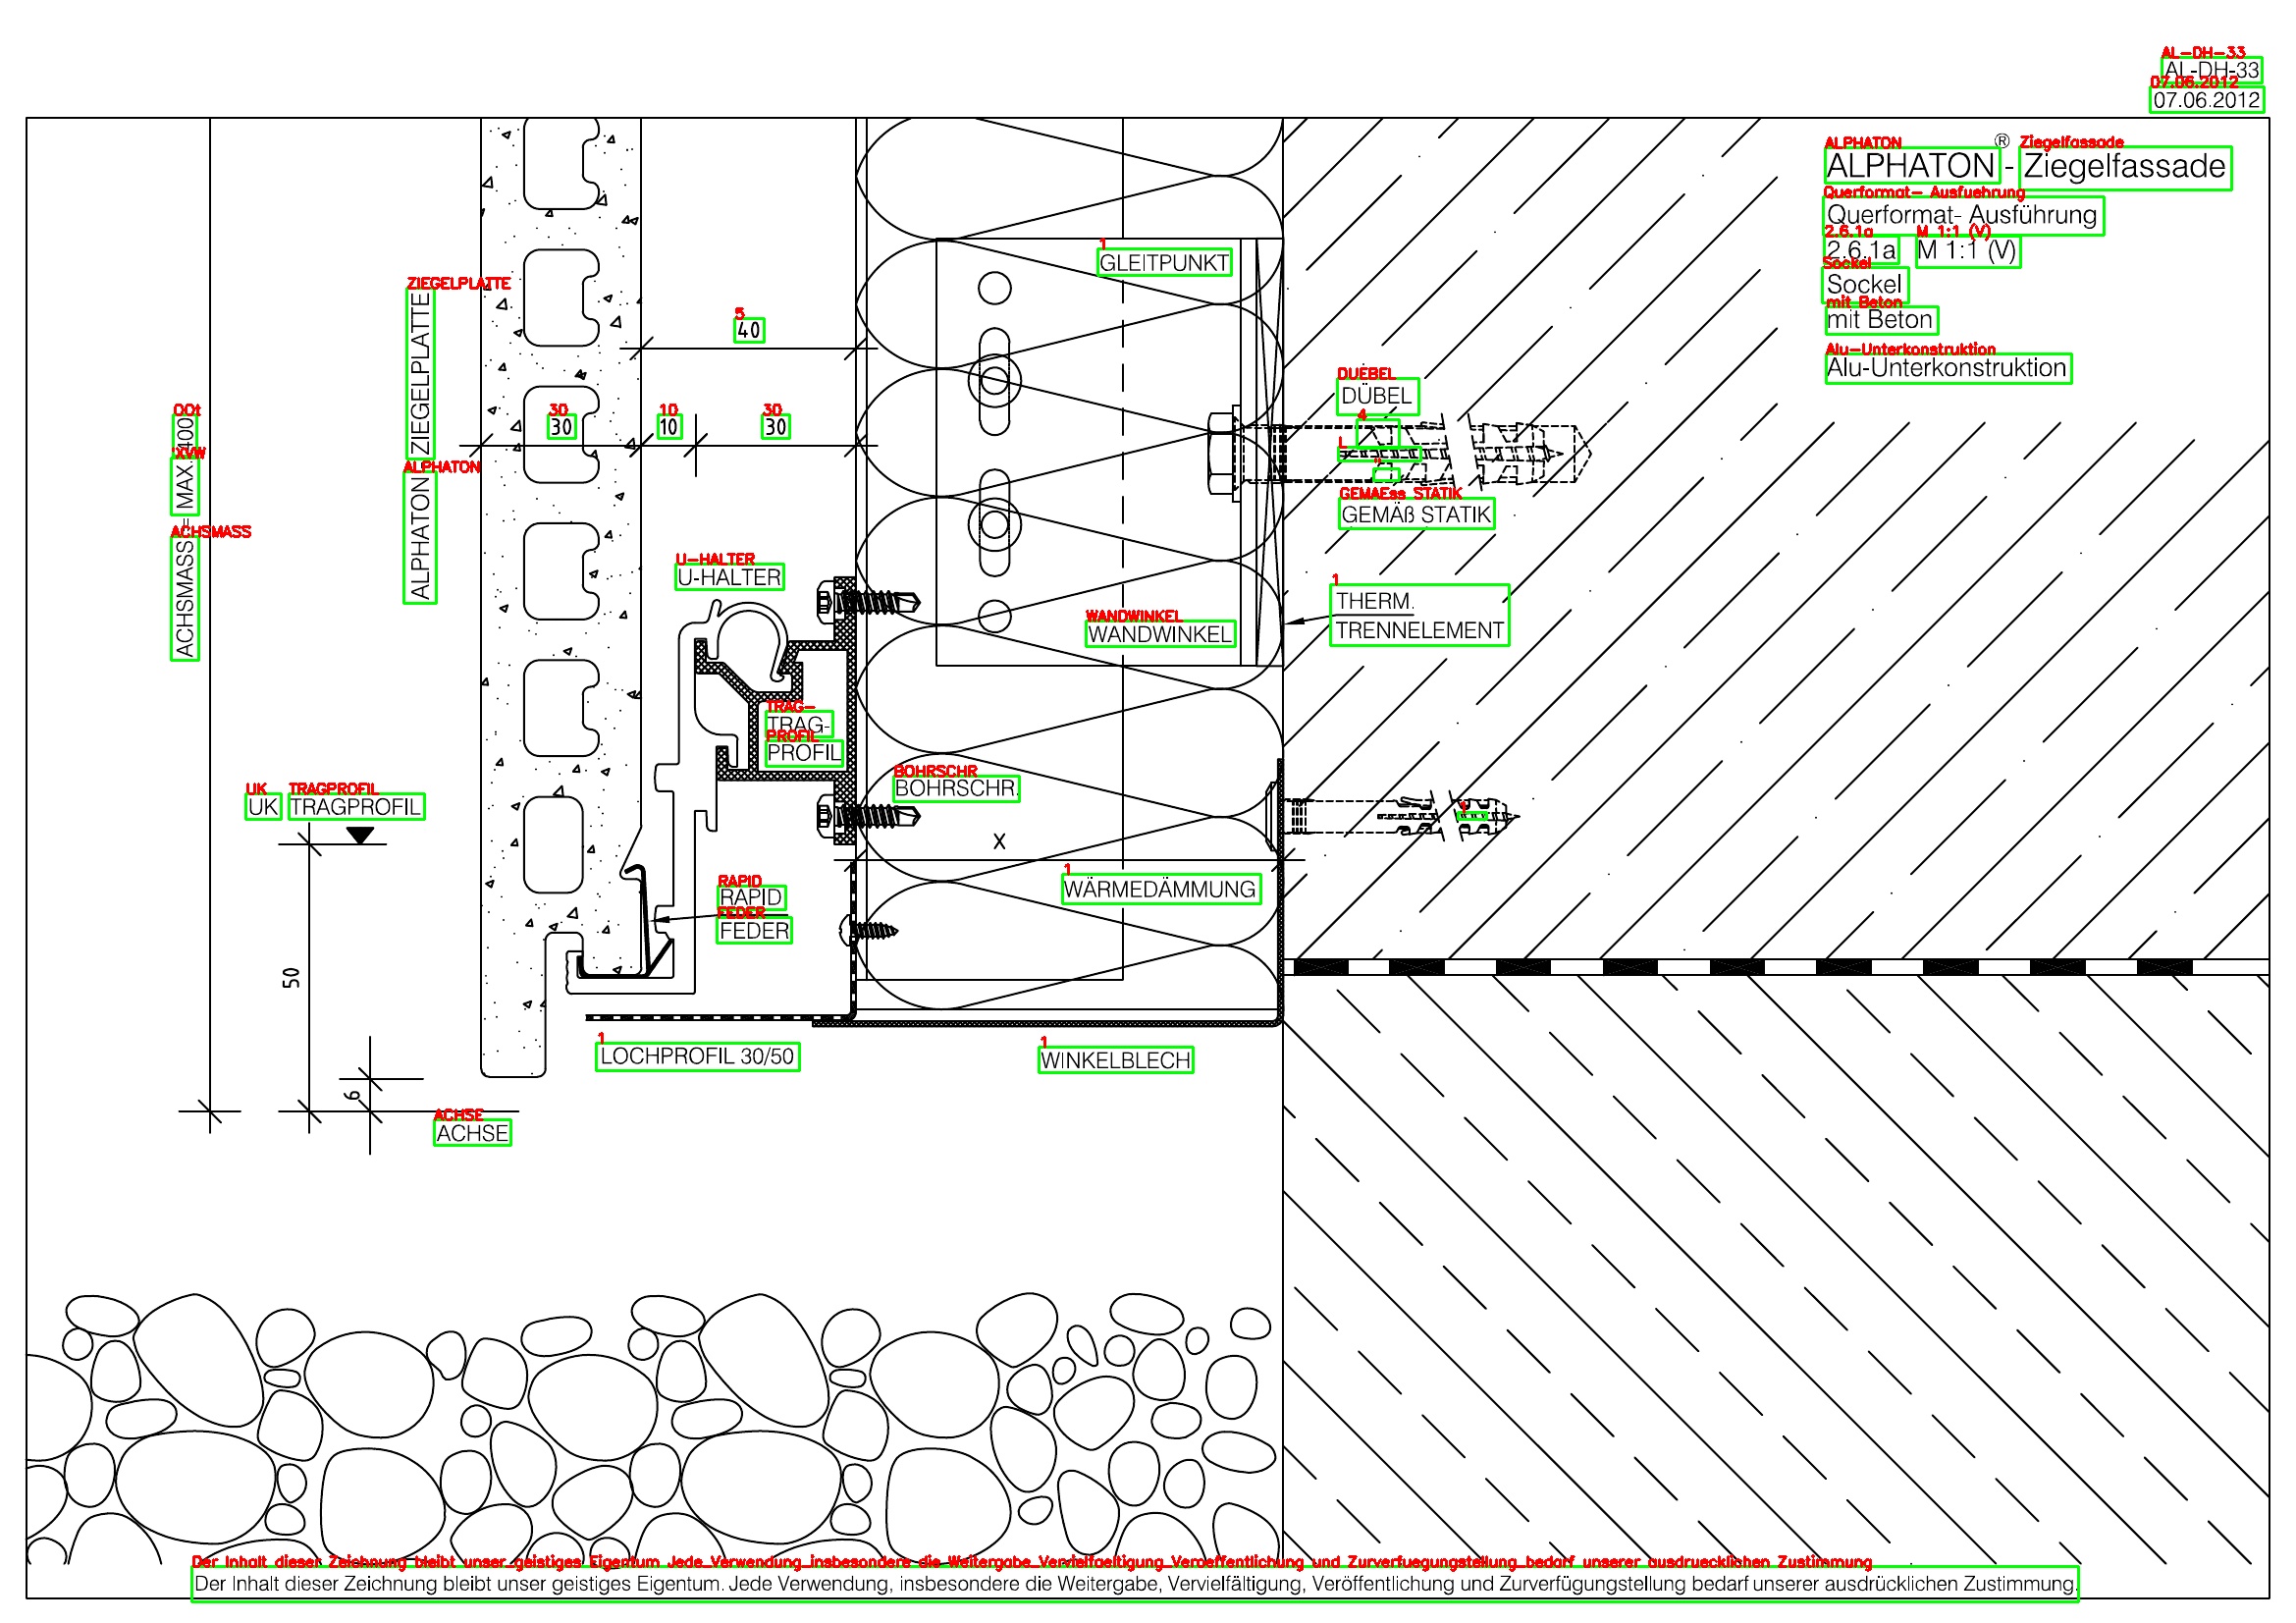 AL-DH-33
AL-DH-33
07.06.2012
07.06.2012
ALPHATON
Ziegelfassade
ALPHATON® - Ziegelfassade
Querformat- Ausfuehrung
Querformat- Ausführung
2.6.1a M 1:1 (V)
2.6.1a M 1:1 (V)
Sockel
Sockel
mit Beton
mit Beton
Alu-Unterkonstruktion
Alu-Unterkonstruktion
1
GLEITPUNKT
ZIEGELPLATTE
ALPHATON
ALPHATON ZIEGELPLATTE
5
40
30 10 30
30 10 30
OOt
'XVW
ACHSMASS
ACHSMASS = MAX. 400
DUEBEL
DÜBEL
4
L
GEMAEss STATIK
GEMÄß STATIK
U-HALTER
U-HALTER
1
THERM.
TRENNELEMENT
WANDWINKEL
WANDWINKEL
TRAG-
TRAG-
PROFIL
PROFIL
BOHRSCHR
BOHRSCHR.
UK TRAGPROFIL
UK TRAGPROFIL
1
X
1
WÄRMEDÄMMUNG
RAPID
RAPID
FEDER
FEDER
50
1
LOCHPROFIL 30/50
1
WINKELBLECH
6
ACHSE
ACHSE
Der Inhalt dieser Zeichnung bleibt unser geistiges Eigentum Jede Verwendung insbesondere die Weitergabe Vervielfaeltigung Veroeffentlichung und Zurverfuegungstellung bedarf unserer ausdruecklichen Zustimmung
Der Inhalt dieser Zeichnung bleibt unser geistiges Eigentum. Jede Verwendung, insbesondere die Weitergabe, Vervielfältigung, Veröffentlichung und Zurverfügungstellung bedarf unserer ausdrücklichen Zustimmung.